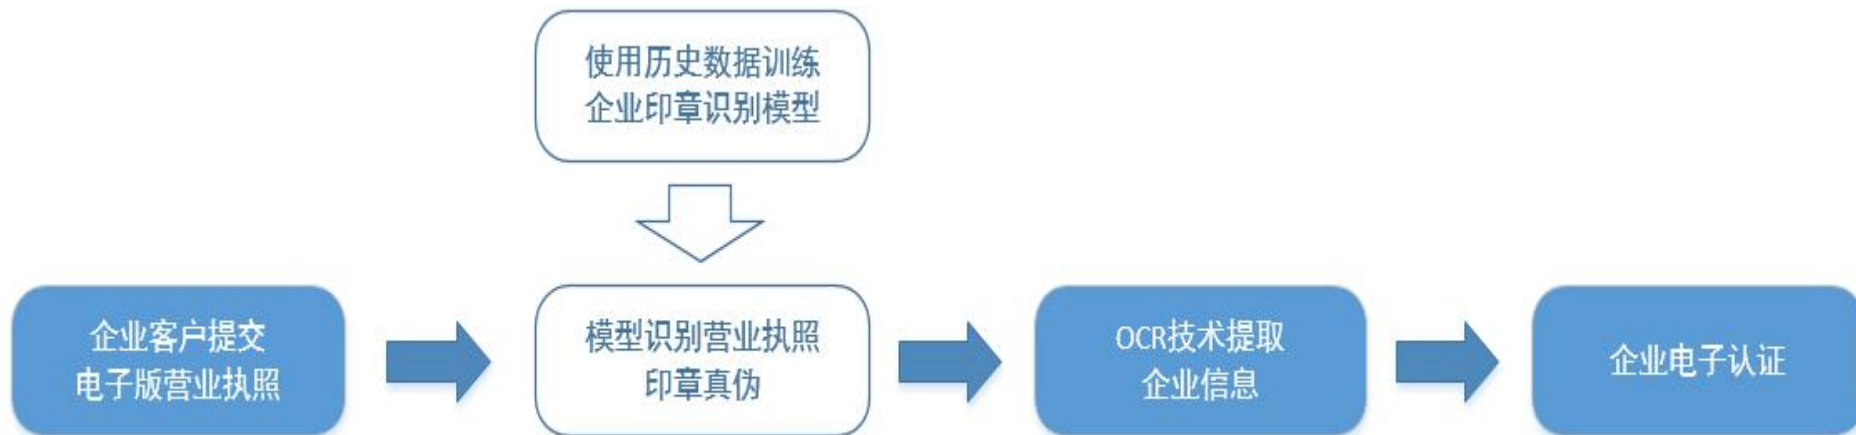 使用历史数据训练
企业印章识别模型
企业客户提交
电子版营业执照
模型识别营业执照
印章真伪
OCR技术提取
企业信息
企业电子认证